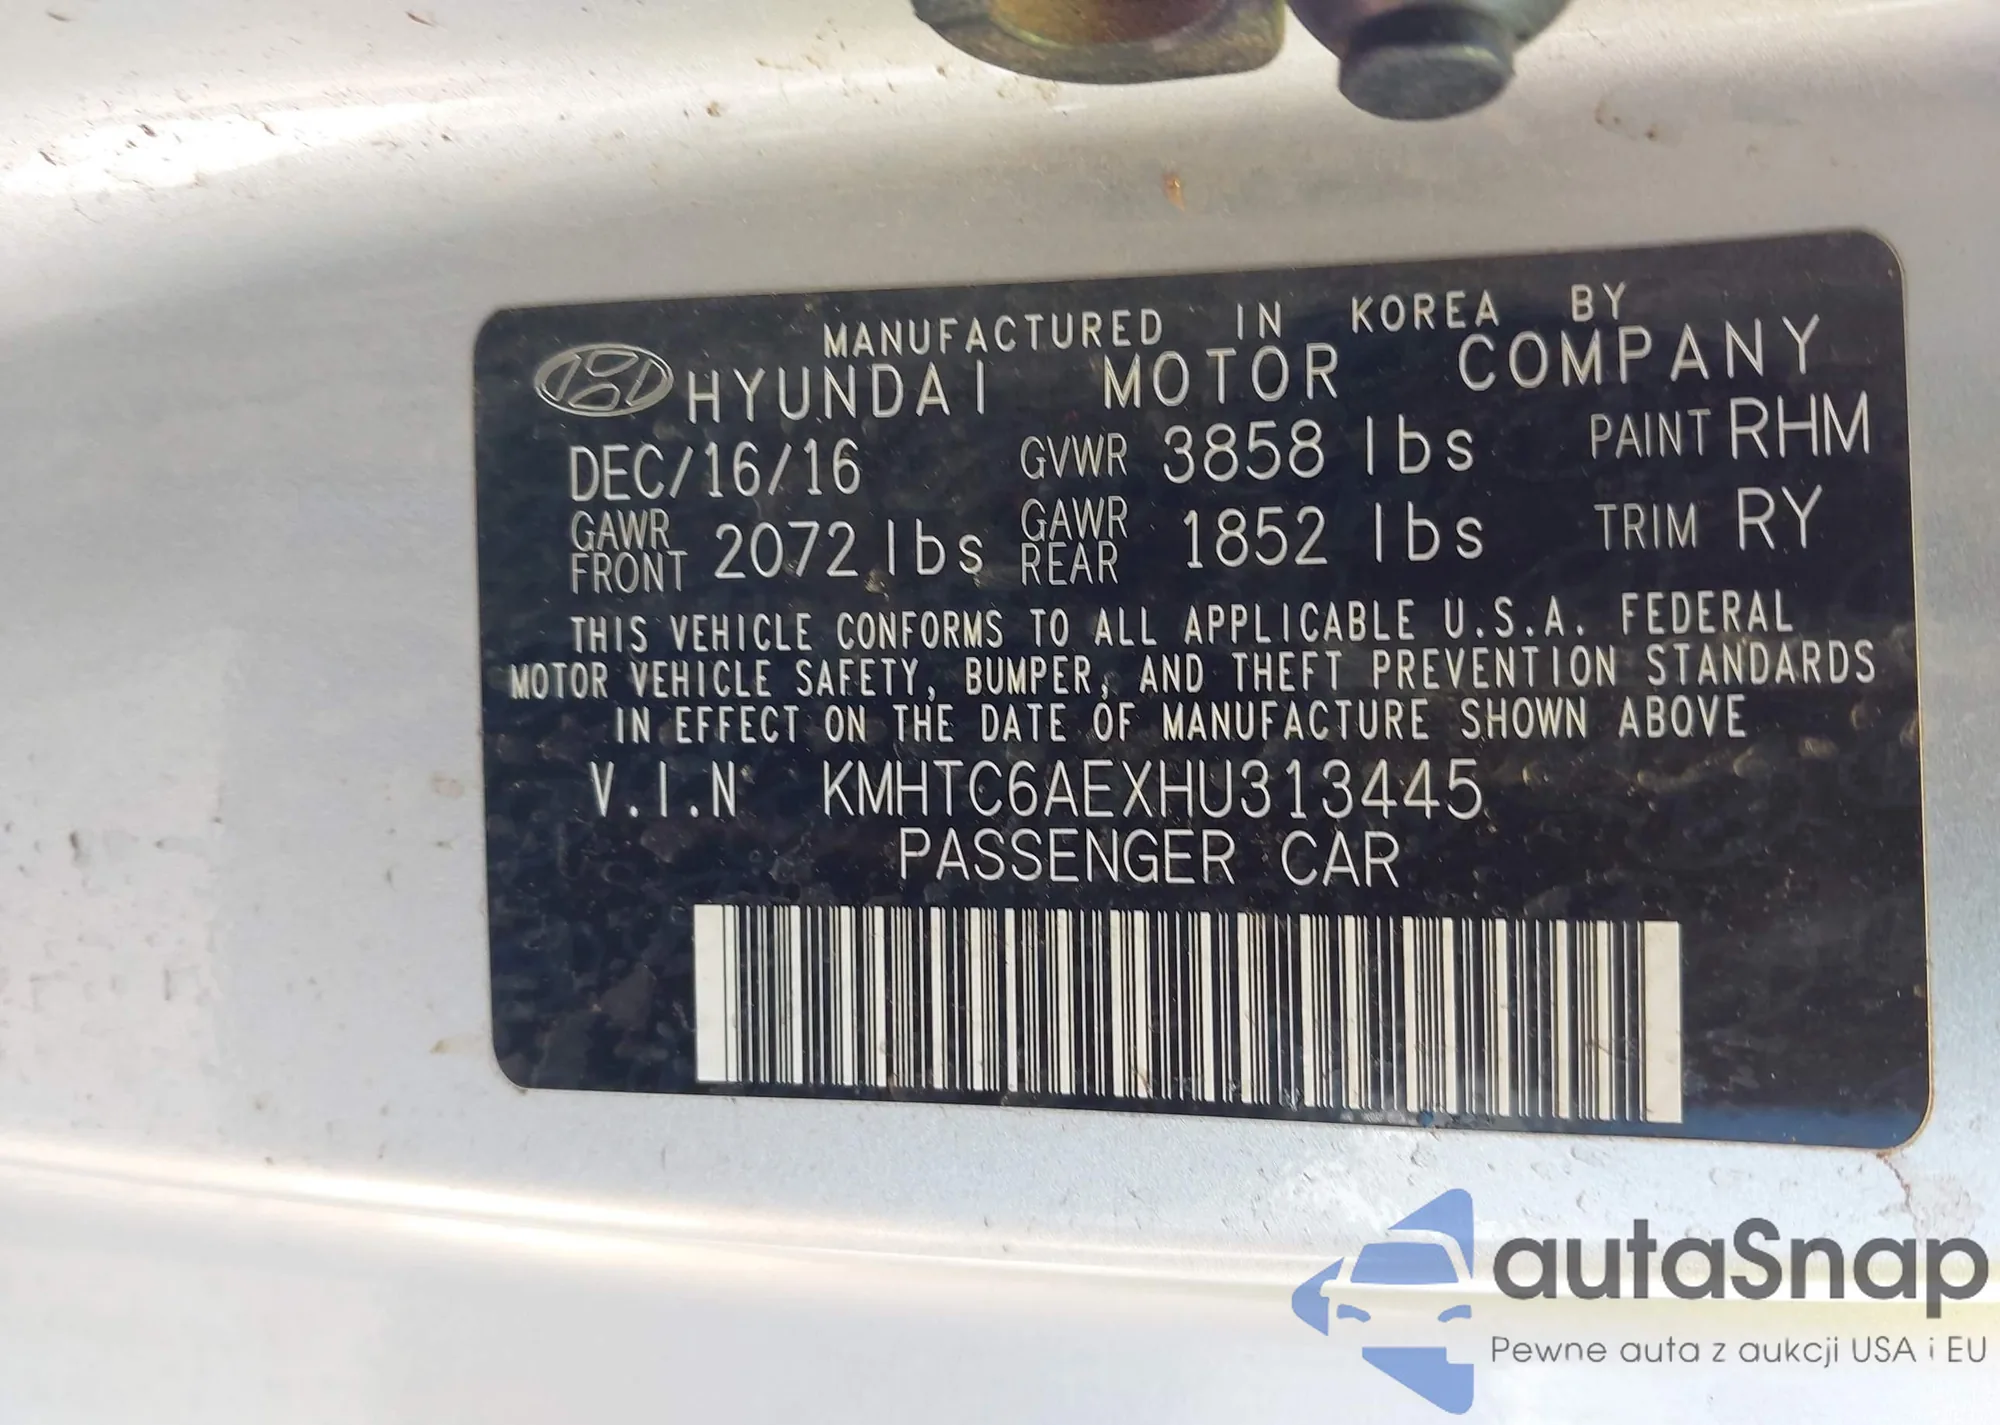 MANUFACTURED IN KOREA BY
HYUNDAI MOTOR COMPANY
DEC/16/16 GVWR 3858 lbs PAINT RHM
GAWR FRONT 2072 lbs GAWR REAR 1852 lbs TRIM RY
THIS VEHICLE CONFORMS TO ALL APPLICABLE U.S.A. FEDERAL
MOTOR VEHICLE SAFETY, BUMPER, AND THEFT PREVENTION STANDARDS
IN EFFECT ON THE DATE OF MANUFACTURE SHOWN ABOVE
V.I.N KMHTC6AEXHU313445
PASSENGER CAR
autaSnap
Pewne auta z aukcji USA i EU